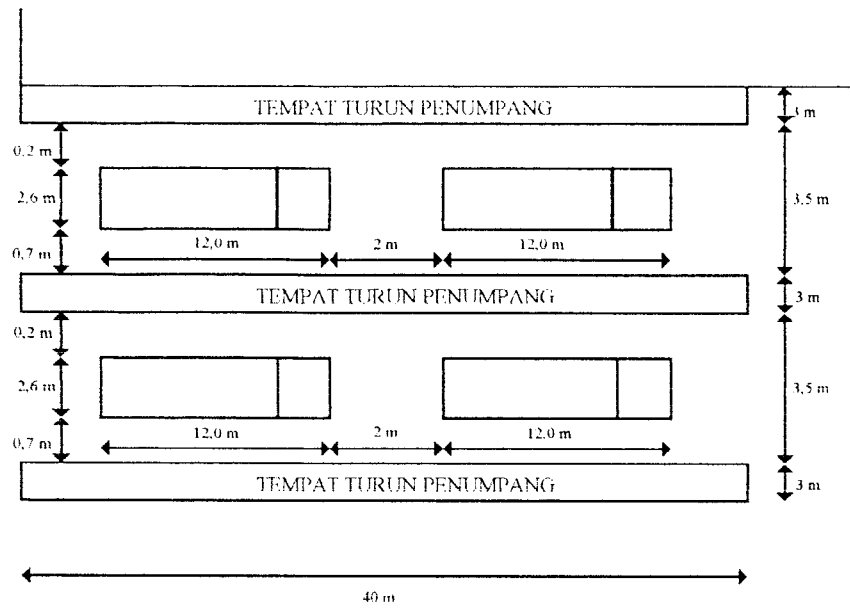 TEMPAT TURUN PENUMPANG
3 m
0,2 m
2,6 m
3,5 m
12,0 m
2 m
12,0 m
0,7 m
TEMPAT TURUN PENUMPANG
3 m
0,2 m
2,6 m
3,5 m
12,0 m
2 m
12,0 m
0,7 m
TEMPAT TURUN PENUMPANG
3 m
40 m